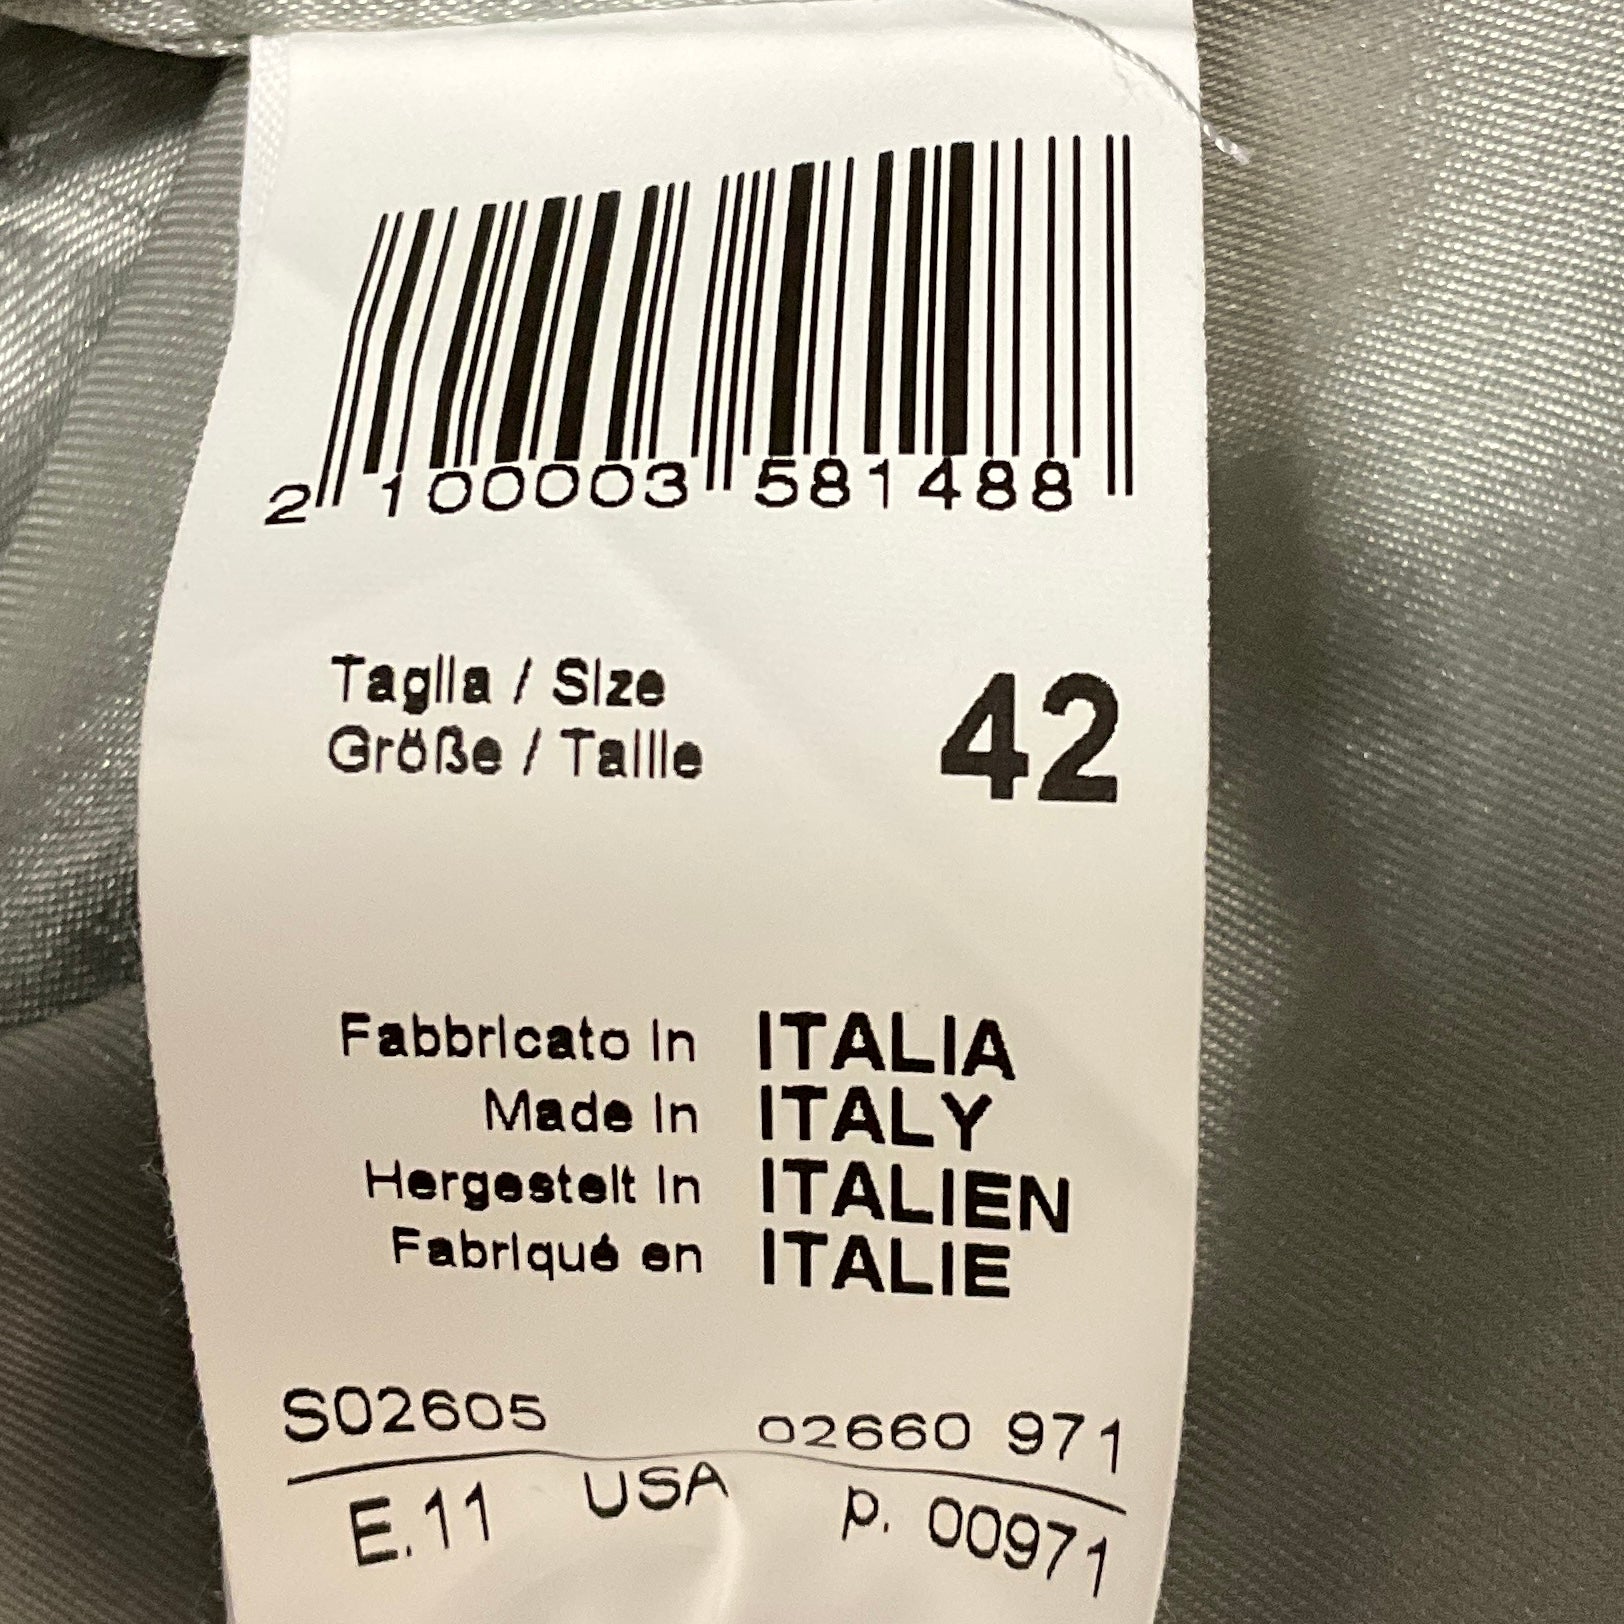 2 100003 581488
Taglia / Size
Größe / Taille
42
Fabbricato in ITALIA
Made in ITALY
Hergestelt in ITALIEN
Fabriqué en ITALIE
S02605 02660 971
E.11 USA p. 00971